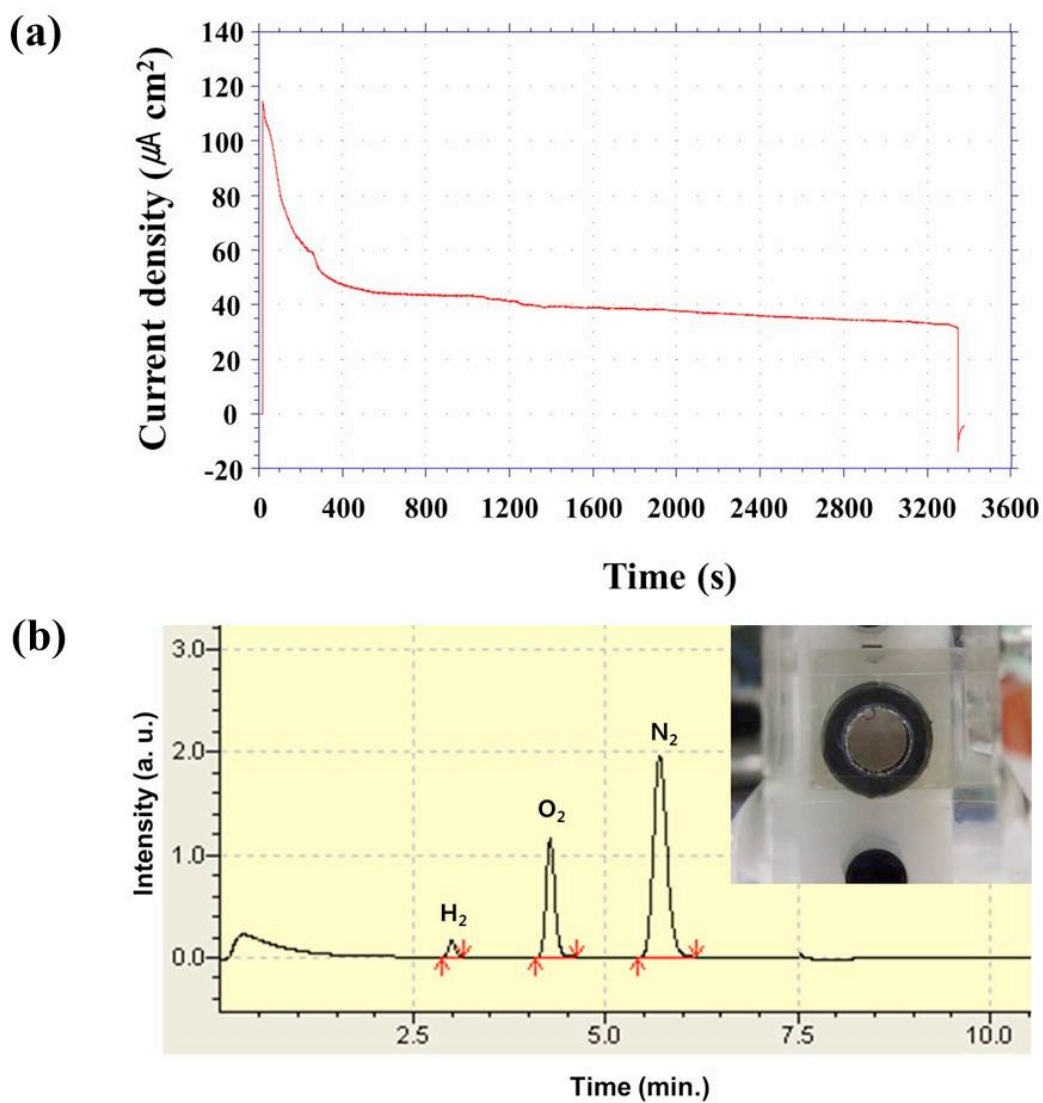 (a)
Current density (㎂ cm²)
140
120
100
80
60
40
20
0
-20
0 400 800 1200 1600 2000 2400 2800 3200 3600
Time (s)
(b)
Intensity (a. u.)
3.0
2.0
1.0
0.0
H₂
O₂
N₂
2.5 5.0 7.5 10.0
Time (min.)